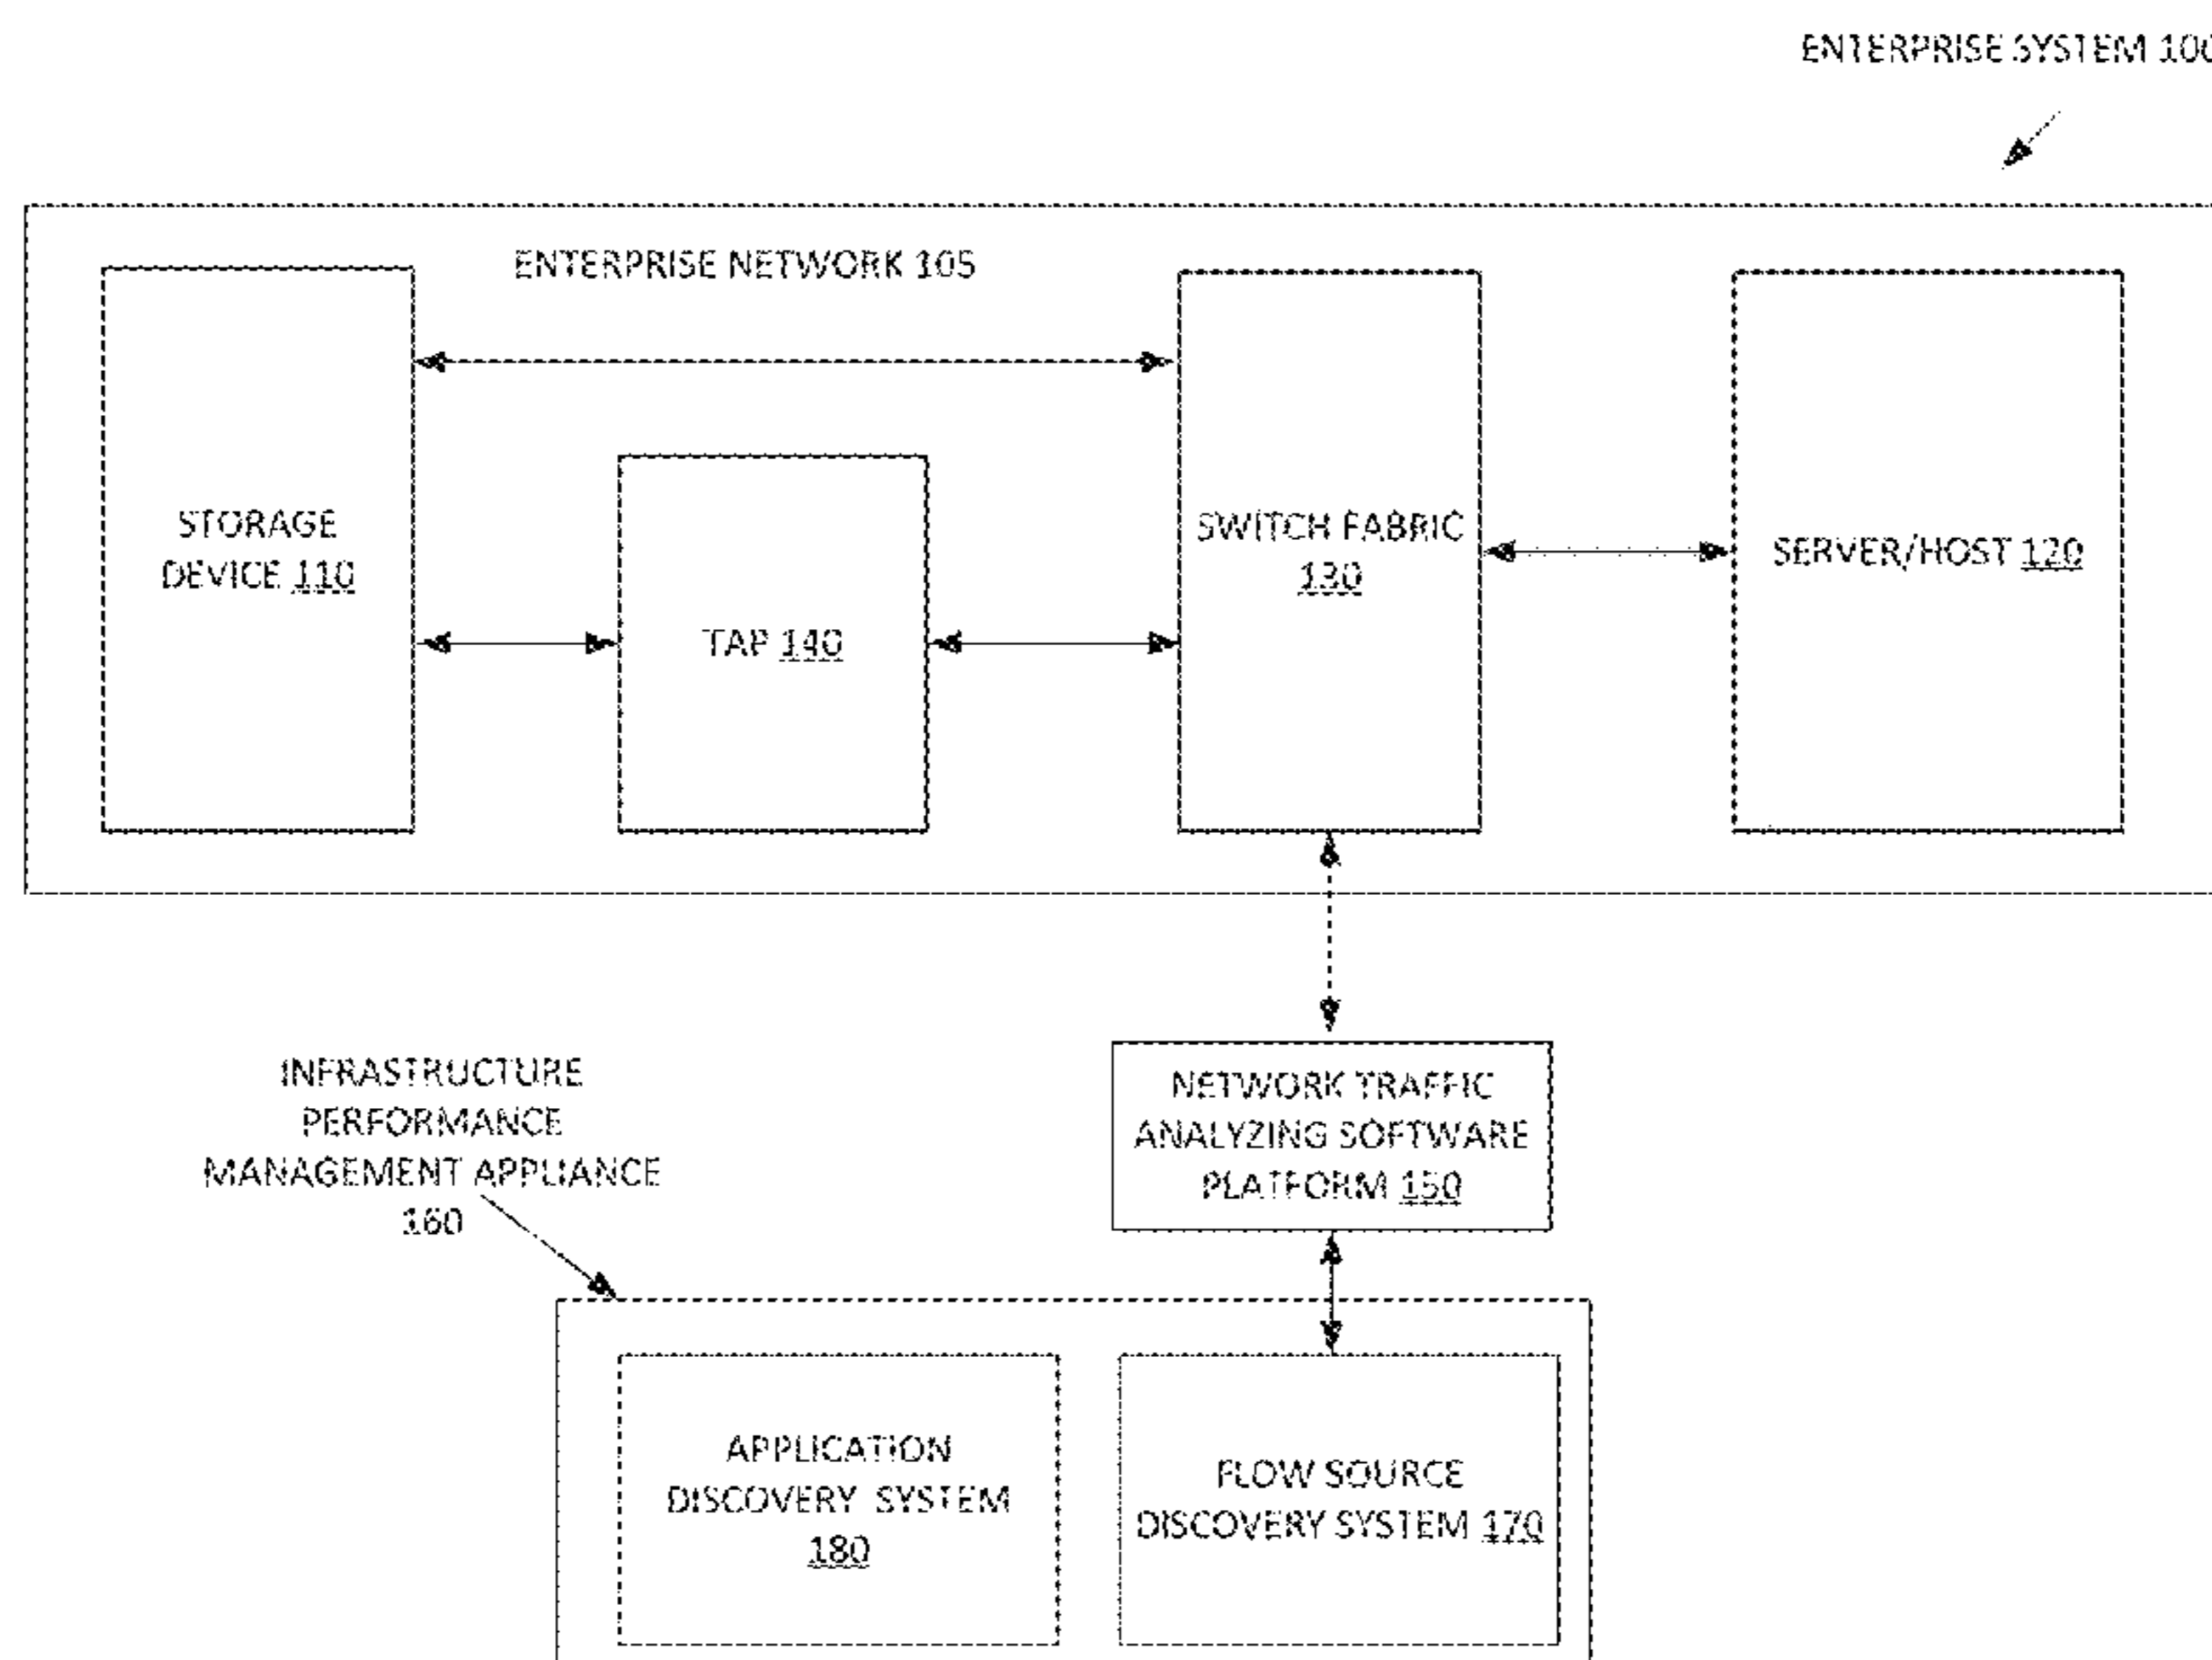 ENTERPRISE SYSTEM 100
ENTERPRISE NETWORK 105
STORAGE
DEVICE 110
TAP 140
SWITCH FABRIC
130
SERVER/HOST 120
INFRASTRUCTURE
PERFORMANCE
MANAGEMENT APPLIANCE
160
NETWORK TRAFFIC
ANALYZING SOFTWARE
PLATFORM 150
APPLICATION
DISCOVERY SYSTEM
180
FLOW SOURCE
DISCOVERY SYSTEM 170